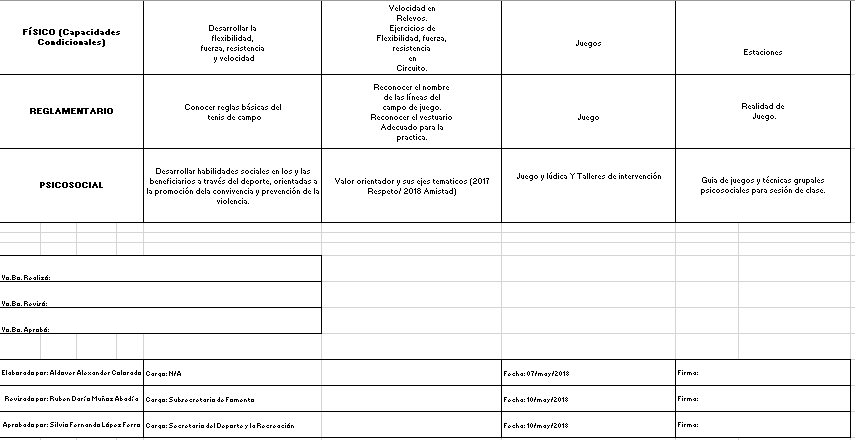 FÍSICO (Capacidades
Condicionales)
Desarrollar la
flexibilidad,
fuerza, resistencia
y velocidad
Velocidad en
Relevos.
Ejercicios de
Flexibilidad, fuerza,
resistencia
en
Circuito.
Juegos
Estaciones
REGLAMENTARIO
Conocer reglas básicas del
tenis de campo
Reconocer el nombre
de las líneas del
campo de juego.
Reconocer el vestuario
Adecuado para la
practica.
Juego
Realidad de
Juego.
PSICOSOCIAL
Desarrollar habilidades sociales en los y las
beneficiarios a través del deporte, orientadas a
la promoción dela convivencia y prevención de la
violencia.
Valor orientador y sus ejes tematicos (2017
Respeto/ 2018 Amistad)
Juego y lúdica Y Talleres de intervención
Guia de juegos y técnicas grupales
psicosociales para sesión de clase.
Vo.Bo. Realizó:
Vo.Bo. Revisó:
Vo.Bo. Aprobó:
Elaborado por: Aldover Alexander Colorado
Cargo: N/A
Fecha: 07/may/2018
Firma:
Revisado por: Ruben Darío Muñoz Abadía
Cargo: Subsecretario de Fomento
Fecha: 10/may/2018
Firma:
Aprobado por: Silvio Fernando López Ferro
Cargo: Secretario del Deporte y la Recreación
Fecha: 10/may/2018
Firma: